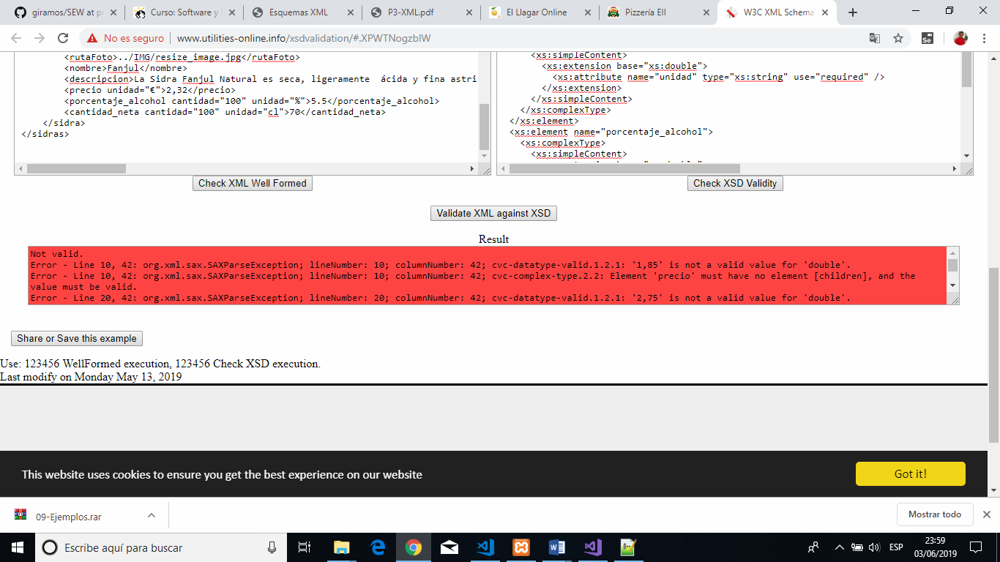 giramos/SEW at pr
Curso: Software y
Esquemas XML
P3-XML.pdf
El Llagar Online
Pizzería EII
W3C XML Schema
No es seguro
www.utilities-online.info/xsdvalidation/#.XPWTNogzbIW
<rutaFoto>../IMG/resize_image.jpg</rutaFoto>
<nombre>Fanjul</nombre>
<descripcion>La Sidra Fanjul Natural es seca, ligeramente  ácida y fina astri
<precio unidad="€">2,32</precio>
<porcentaje_alcohol cantidad="100" unidad="%">5.5</porcentaje_alcohol>
<cantidad_neta cantidad="100" unidad="cl">70</cantidad_neta>
</sidra>
</sidras>
<xs:simpleContent>
<xs:extension base="xs:double">
<xs:attribute name="unidad" type="xs:string" use="required" />
</xs:extension>
</xs:simpleContent>
</xs:complexType>
</xs:element>
<xs:element name="porcentaje_alcohol">
<xs:complexType>
<xs:simpleContent>
Check XML Well Formed
Check XSD Validity
Validate XML against XSD
Result
Not valid.
Error - Line 10, 42: org.xml.sax.SAXParseException; lineNumber: 10; columnNumber: 42; cvc-datatype-valid.1.2.1: '1,85' is not a valid value for 'double'.
Error - Line 10, 42: org.xml.sax.SAXParseException; lineNumber: 10; columnNumber: 42; cvc-complex-type.2.2: Element 'precio' must have no element [children], and the
value must be valid.
Error - Line 20, 42: org.xml.sax.SAXParseException; lineNumber: 20; columnNumber: 42; cvc-datatype-valid.1.2.1: '2,75' is not a valid value for 'double'.
Share or Save this example
Use: 123456 WellFormed execution, 123456 Check XSD execution.
Last modify on Monday May 13, 2019
This website uses cookies to ensure you get the best experience on our website
Got it!
09-Ejemplos.rar
Mostrar todo
Escribe aquí para buscar
ESP
23:59
03/06/2019